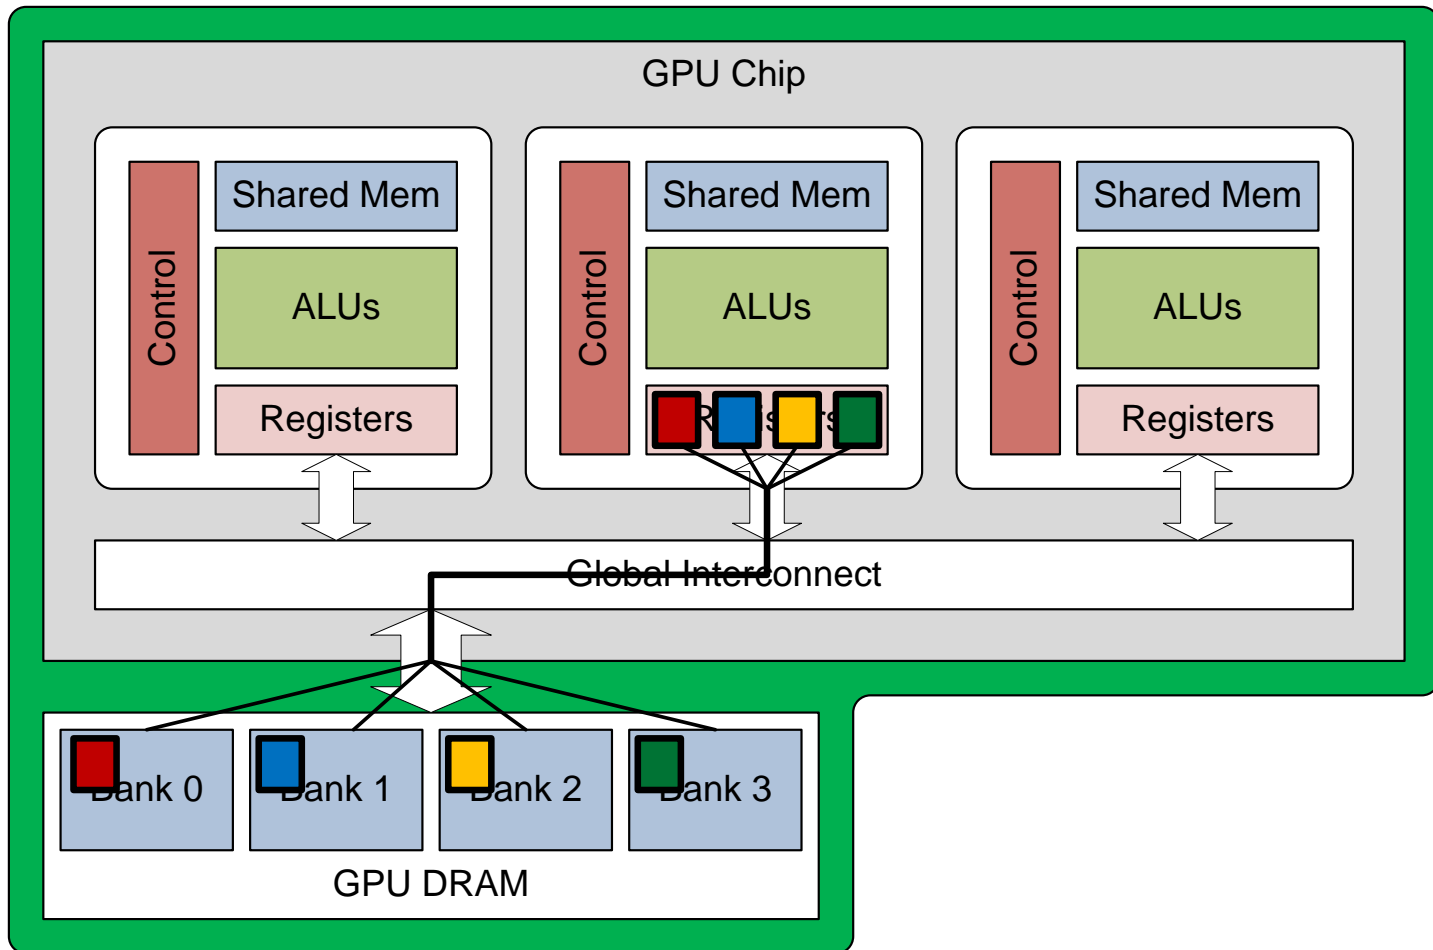 GPU Chip
Control
Shared Mem
ALUs
Registers
Control
Shared Mem
ALUs
Registers
Control
Shared Mem
ALUs
Registers
Global Interconnect
Bank 0
Bank 1
Bank 2
Bank 3
GPU DRAM